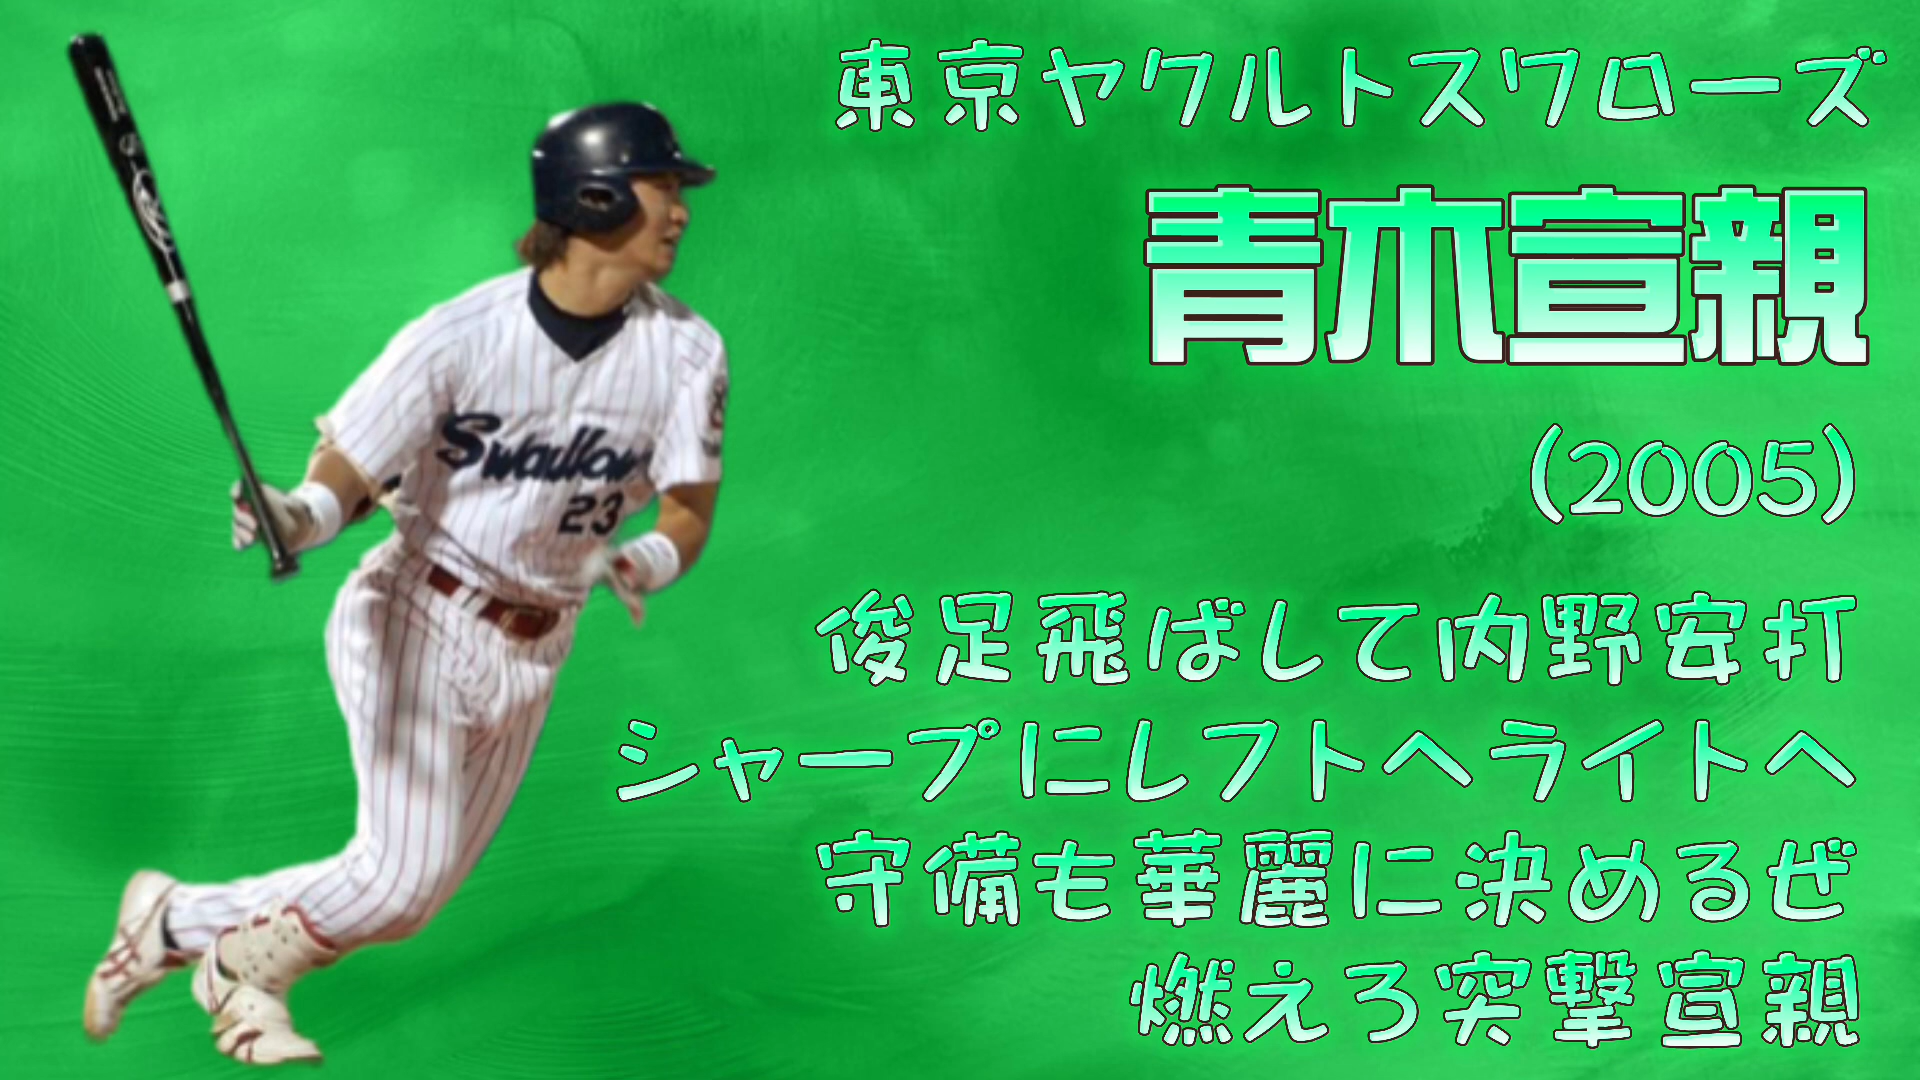 東京ヤクルトスワローズ
青木宣親
(2005)
俊足飛ばして内野安打
シャープにレフトへライトへ
守備も華麗に決めるぜ
燃えろ突撃宣親
Swallows
23